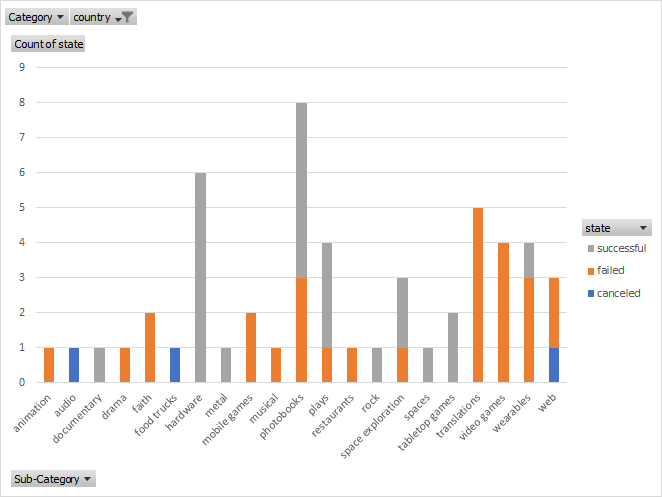 Category country
Count of state
9
8
7
6
5
4
3
2
1
0
animation
audio
documentary
drama
faith
food trucks
hardware
metal
mobile games
musical
photobooks
plays
restaurants
rock
space exploration
spaces
tabletop games
translations
video games
wearables
web
state
successful
failed
canceled
Sub-Category